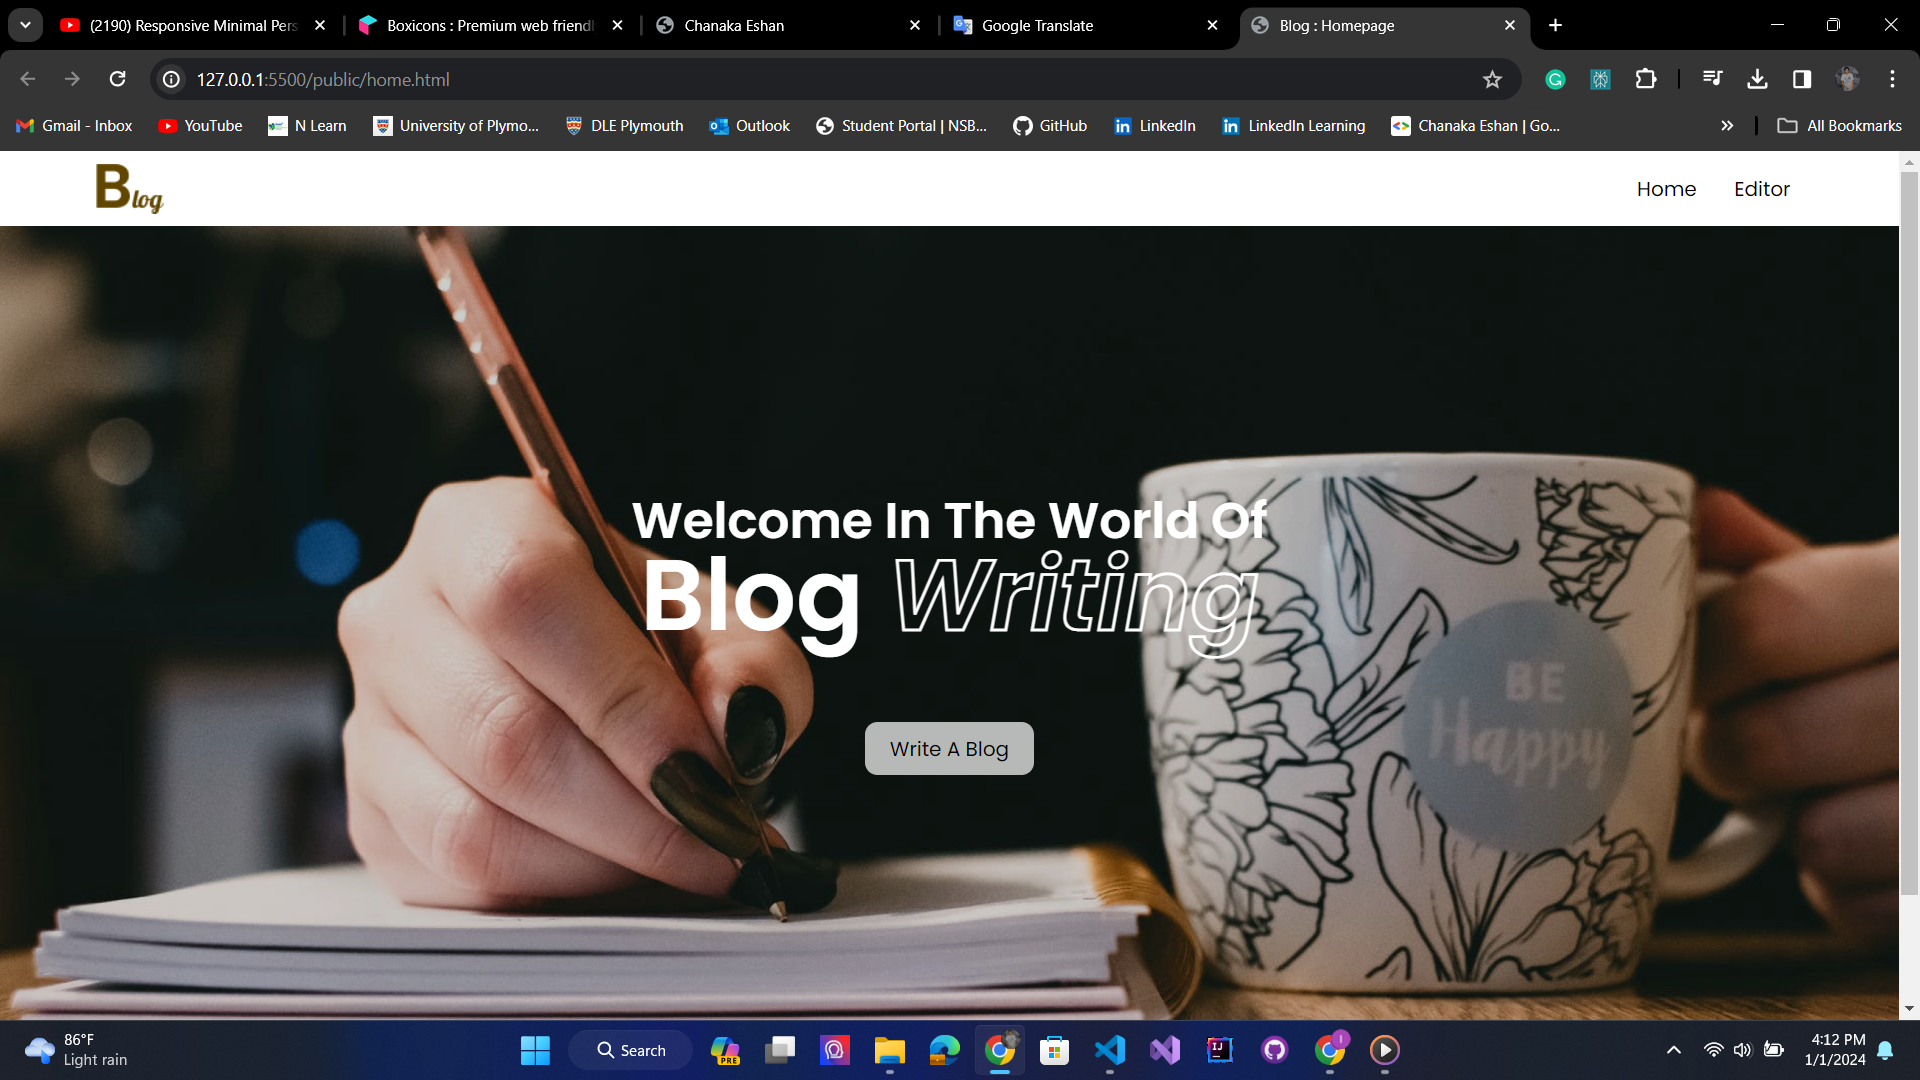 (2190) Responsive Minimal Pers
Boxicons : Premium web friendl
Chanaka Eshan
Google Translate
Blog : Homepage
127.0.0.1:5500/public/home.html
Gmail - Inbox
YouTube
N Learn
University of Plymo...
DLE Plymouth
Outlook
Student Portal | NSB...
GitHub
LinkedIn
LinkedIn Learning
Chanaka Eshan | Go...
All Bookmarks
Blog
Home
Editor
Welcome In The World Of
Blog Writing
Write A Blog
BE
Happy
86°F
Light rain
Search
PRE
4:12 PM
1/1/2024